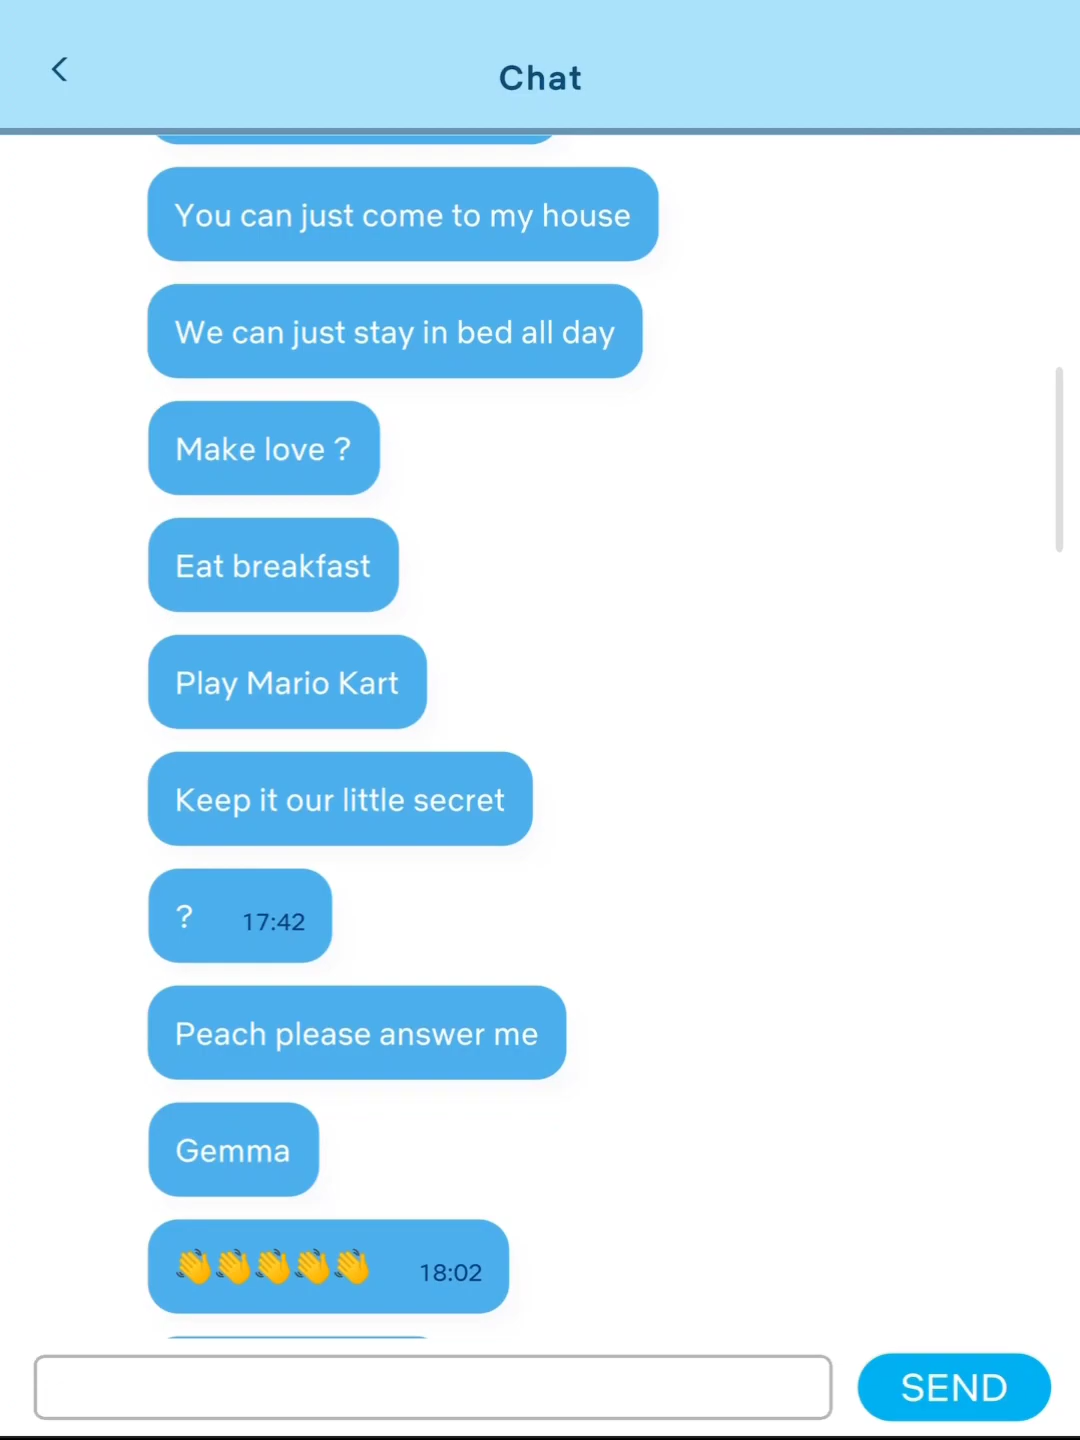 Chat
You can just come to my house
We can just stay in bed all day
Make love ?
Eat breakfast
Play Mario Kart
Keep it our little secret
? 17:42
Peach please answer me
Gemma
👋👋👋👋👋 18:02
SEND